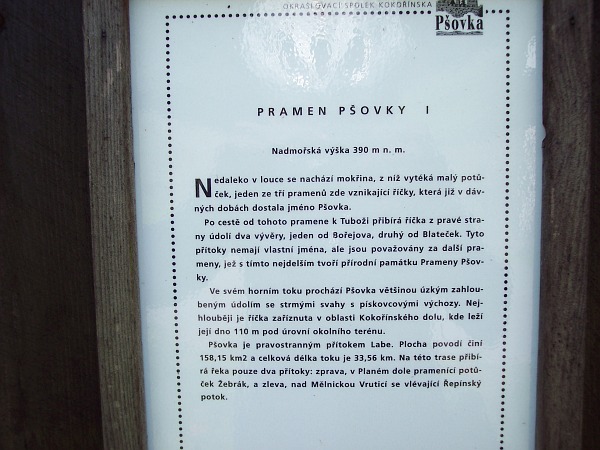 OKRAŠLOVACÍ SPOLEK KOKOŘÍNSKA
Pšovka
PRAMEN PŠOVKY I
Nadmořská výška 390 m n. m.
Nedaleko v louce se nachází mokřina, z níž vytéká malý potů-
ček, jeden ze tří pramenů zde vznikající říčky, která již v dáv-
ných dobách dostala jméno Pšovka.
Po cestě od tohoto pramene k Tuboži přibírá říčka z pravé stra-
ny údolí dva vývěry, jeden od Bořejova, druhý od Blateček. Tyto
přítoky nemají vlastní jména, ale jsou považovány za další pra-
meny, jež s tímto nejdelším tvoří přírodní památku Prameny Pšov-
ky.
Ve svém horním toku prochází Pšovka většinou úzkým zahlou-
beným údolím se strmými svahy s pískovcovými výchozy. Nej-
hlouběji je říčka zaříznuta v oblasti Kokořínského dolu, kde leží
její dno 110 m pod úrovní okolního terénu.
Pšovka je pravostranným přítokem Labe. Plocha povodí činí
158,15 km2 a celková délka toku je 33,56 km. Na této trase přibí-
rá řeka pouze dva přítoky: zprava, v Planém dole pramenící potů-
ček Žebrák, a zleva, nad Mělnickou Vruticí se vlévající Řepínský
potok.